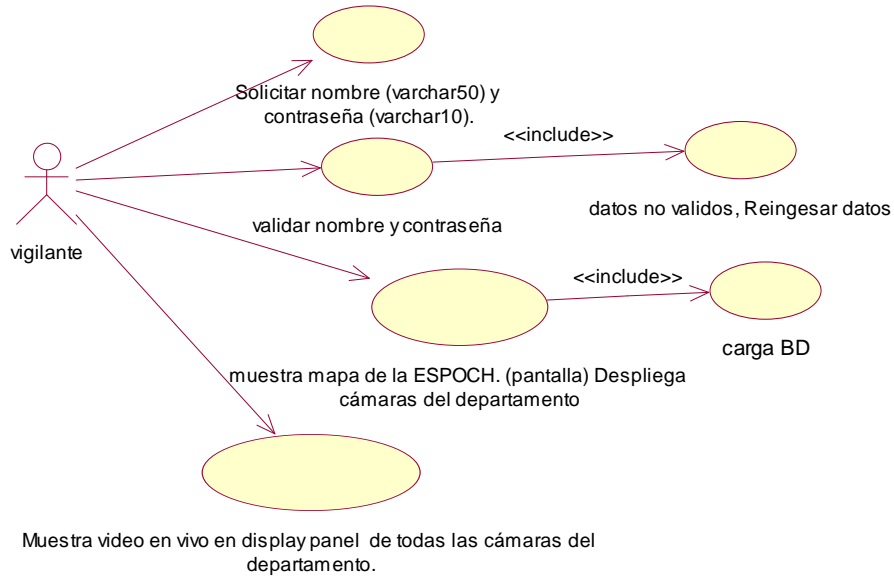 Solicitar nombre (varchar50) y
contraseña (varchar10).
<<include>>
validar nombre y contraseña
datos no validos, Reingesar datos
vigilante
<<include>>
carga BD
muestra mapa de la ESPOCH. (pantalla) Despliega
cámaras del departamento
Muestra video en vivo en display panel de todas las cámaras del
departamento.